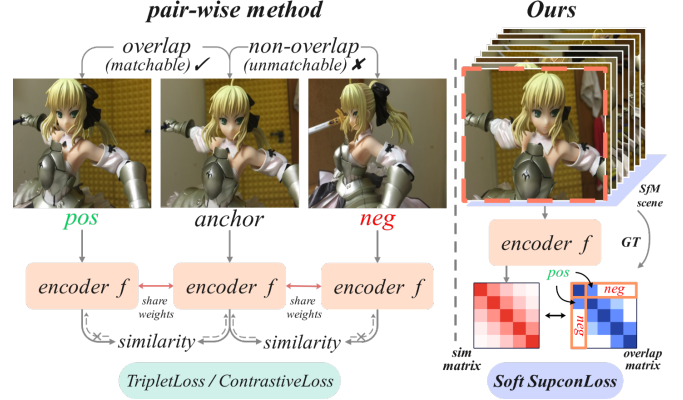 pair-wise method
overlap
(matchable) ✓
non-overlap
(unmatchable) ✘
pos
anchor
neg
encoder f
encoder f
encoder f
share
weights
share
weights
similarity
similarity
TripletLoss / ContrastiveLoss
Ours
SfM
scene
encoder f
GT
pos
neg
neg
sim
matrix
overlap
matrix
Soft SupconLoss